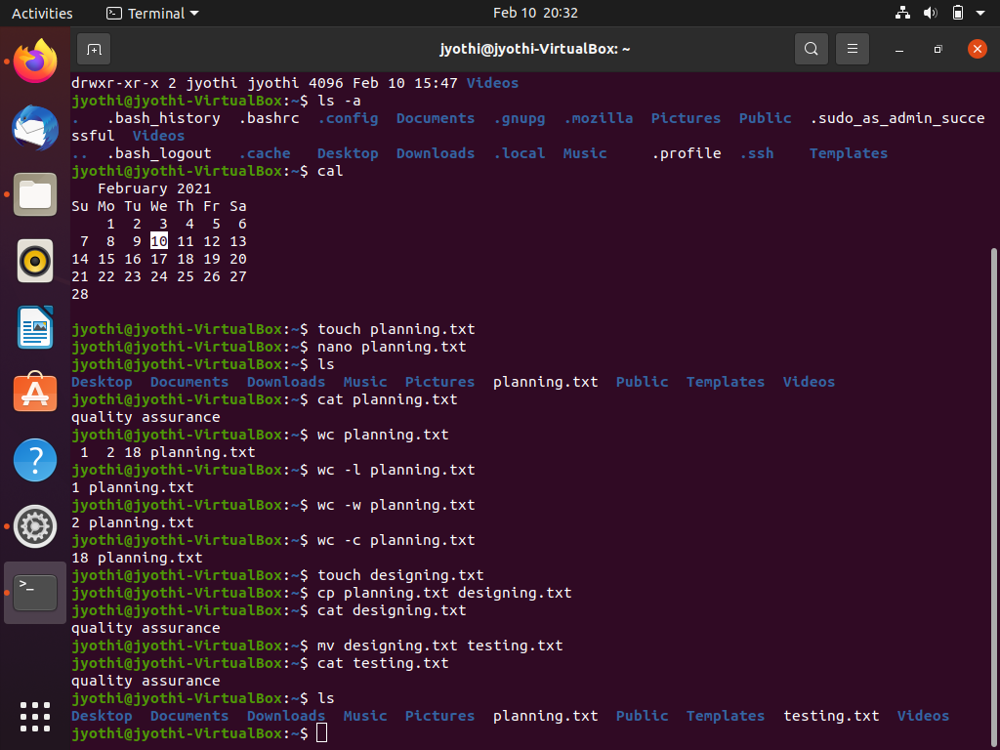 Activities Terminal Feb 10 20:32
jyothi@jyothi-VirtualBox: ~
drwxr-xr-x 2 jyothi jyothi 4096 Feb 10 15:47 Videos
jyothi@jyothi-VirtualBox:~$ ls -a
.   .bash_history  .bashrc  .config  Documents  .gnupg  .mozilla  Pictures  Public  .sudo_as_admin_succe
ssful  Videos
..  .bash_logout   .cache   Desktop  Downloads  .local  Music     .profile  .ssh    Templates
jyothi@jyothi-VirtualBox:~$ cal
   February 2021
Su Mo Tu We Th Fr Sa
    1  2  3  4  5  6
 7  8  9 10 11 12 13
14 15 16 17 18 19 20
21 22 23 24 25 26 27
28
jyothi@jyothi-VirtualBox:~$ touch planning.txt
jyothi@jyothi-VirtualBox:~$ nano planning.txt
jyothi@jyothi-VirtualBox:~$ ls
Desktop  Documents  Downloads  Music  Pictures  planning.txt  Public  Templates  Videos
jyothi@jyothi-VirtualBox:~$ cat planning.txt
quality assurance
jyothi@jyothi-VirtualBox:~$ wc planning.txt
 1  2 18 planning.txt
jyothi@jyothi-VirtualBox:~$ wc -l planning.txt
1 planning.txt
jyothi@jyothi-VirtualBox:~$ wc -w planning.txt
2 planning.txt
jyothi@jyothi-VirtualBox:~$ wc -c planning.txt
18 planning.txt
jyothi@jyothi-VirtualBox:~$ touch designing.txt
jyothi@jyothi-VirtualBox:~$ cp planning.txt designing.txt
jyothi@jyothi-VirtualBox:~$ cat designing.txt
quality assurance
jyothi@jyothi-VirtualBox:~$ mv designing.txt testing.txt
jyothi@jyothi-VirtualBox:~$ cat testing.txt
quality assurance
jyothi@jyothi-VirtualBox:~$ ls
Desktop  Documents  Downloads  Music  Pictures  planning.txt  Public  Templates  testing.txt  Videos
jyothi@jyothi-VirtualBox:~$